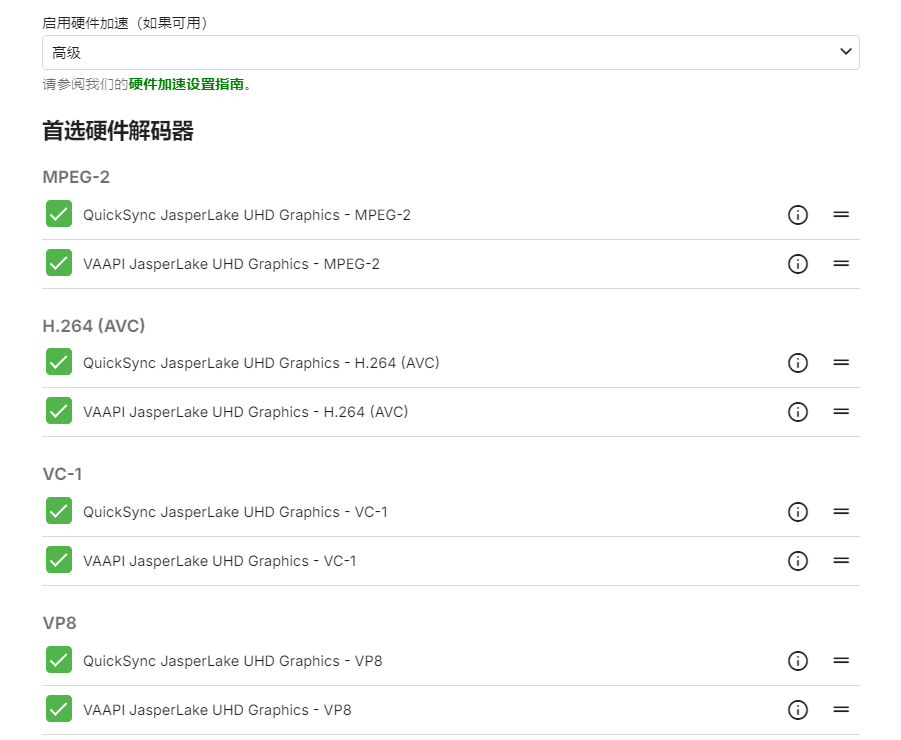 启用硬件加速（如果可用）
高级
请参阅我们的硬件加速设置指南。
首选硬件解码器
MPEG-2
QuickSync JasperLake UHD Graphics - MPEG-2
VAAPI JasperLake UHD Graphics - MPEG-2
H.264 (AVC)
QuickSync JasperLake UHD Graphics - H.264 (AVC)
VAAPI JasperLake UHD Graphics - H.264 (AVC)
VC-1
QuickSync JasperLake UHD Graphics - VC-1
VAAPI JasperLake UHD Graphics - VC-1
VP8
QuickSync JasperLake UHD Graphics - VP8
VAAPI JasperLake UHD Graphics - VP8